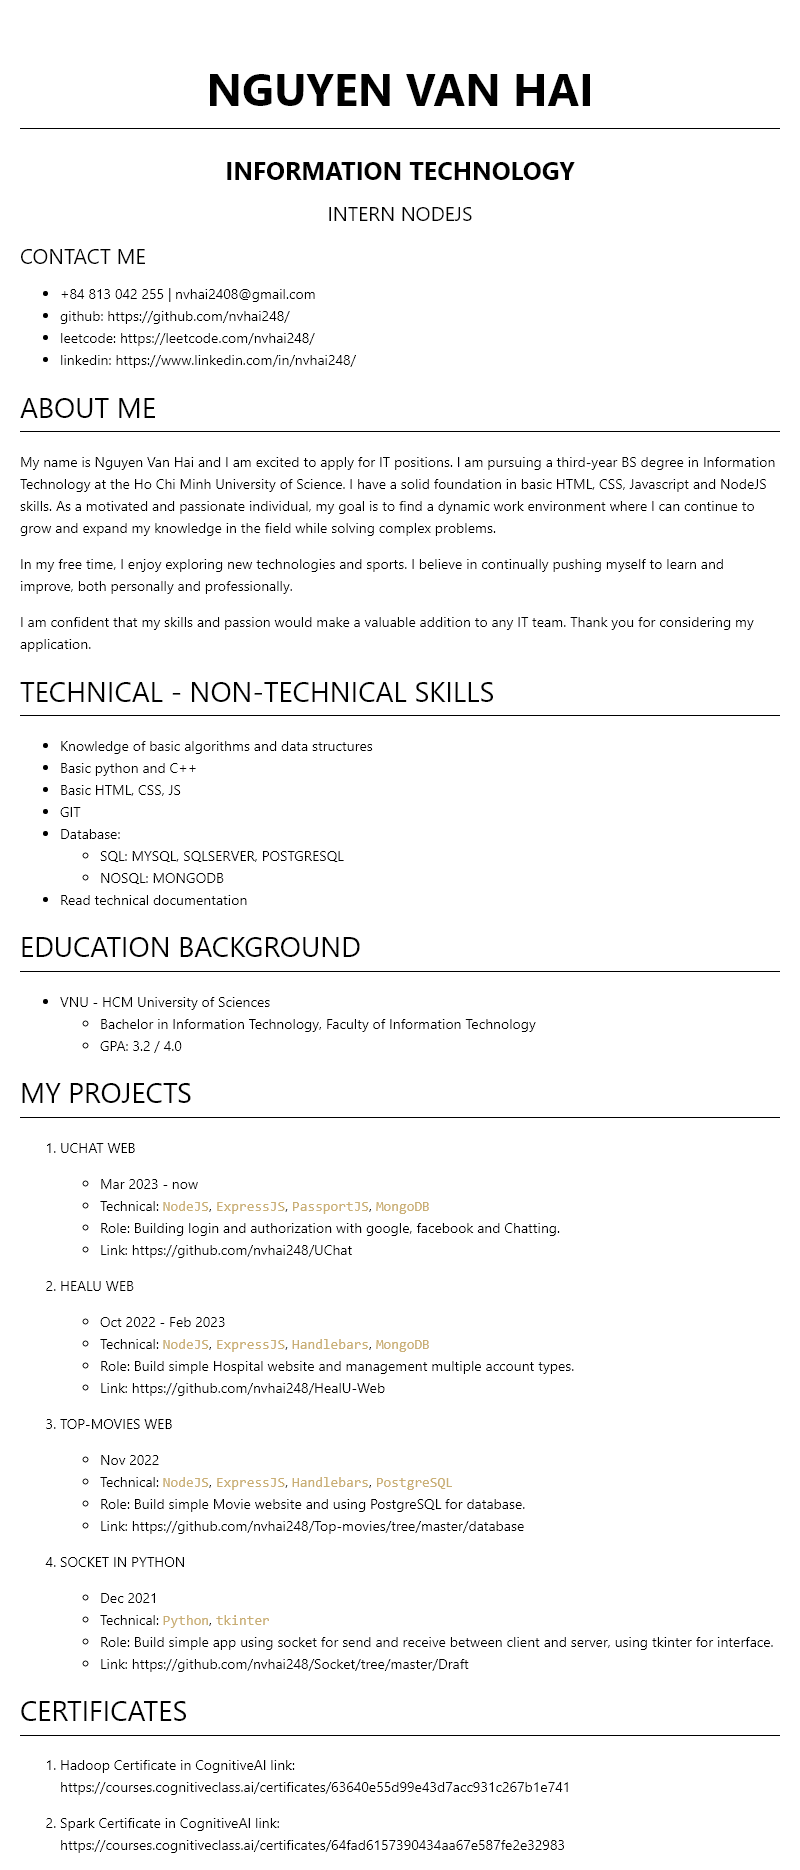 NGUYEN VAN HAI
INFORMATION TECHNOLOGY
INTERN NODEJS
CONTACT ME
• +84 813 042 255 | nvhai2408@gmail.com
• github: https://github.com/nvhai248/
• leetcode: https://leetcode.com/nvhai248/
• linkedin: https://www.linkedin.com/in/nvhai248/
ABOUT ME
My name is Nguyen Van Hai and I am excited to apply for IT positions. I am pursuing a third-year BS degree in Information
Technology at the Ho Chi Minh University of Science. I have a solid foundation in basic HTML, CSS, Javascript and NodeJS
skills. As a motivated and passionate individual, my goal is to find a dynamic work environment where I can continue to
grow and expand my knowledge in the field while solving complex problems.
In my free time, I enjoy exploring new technologies and sports. I believe in continually pushing myself to learn and
improve, both personally and professionally.
I am confident that my skills and passion would make a valuable addition to any IT team. Thank you for considering my
application.
TECHNICAL - NON-TECHNICAL SKILLS
• Knowledge of basic algorithms and data structures
• Basic python and C++
• Basic HTML, CSS, JS
• GIT
• Database:
◦ SQL: MYSQL, SQLSERVER, POSTGRESQL
◦ NOSQL: MONGODB
• Read technical documentation
EDUCATION BACKGROUND
• VNU - HCM University of Sciences
◦ Bachelor in Information Technology, Faculty of Information Technology
◦ GPA: 3.2 / 4.0
MY PROJECTS
1. UCHAT WEB
◦ Mar 2023 - now
◦ Technical: NodeJS, ExpressJS, PassportJS, MongoDB
◦ Role: Building login and authorization with google, facebook and Chatting.
◦ Link: https://github.com/nvhai248/UChat
2. HEALU WEB
◦ Oct 2022 - Feb 2023
◦ Technical: NodeJS, ExpressJS, Handlebars, MongoDB
◦ Role: Build simple Hospital website and management multiple account types.
◦ Link: https://github.com/nvhai248/HealU-Web
3. TOP-MOVIES WEB
◦ Nov 2022
◦ Technical: NodeJS, ExpressJS, Handlebars, PostgreSQL
◦ Role: Build simple Movie website and using PostgreSQL for database.
◦ Link: https://github.com/nvhai248/Top-movies/tree/master/database
4. SOCKET IN PYTHON
◦ Dec 2021
◦ Technical: Python, tkinter
◦ Role: Build simple app using socket for send and receive between client and server, using tkinter for interface.
◦ Link: https://github.com/nvhai248/Socket/tree/master/Draft
CERTIFICATES
1. Hadoop Certificate in CognitiveAI link:
https://courses.cognitiveclass.ai/certificates/63640e55d99e43d7acc931c267b1e741
2. Spark Certificate in CognitiveAI link:
https://courses.cognitiveclass.ai/certificates/64fad6157390434aa67e587fe2e32983